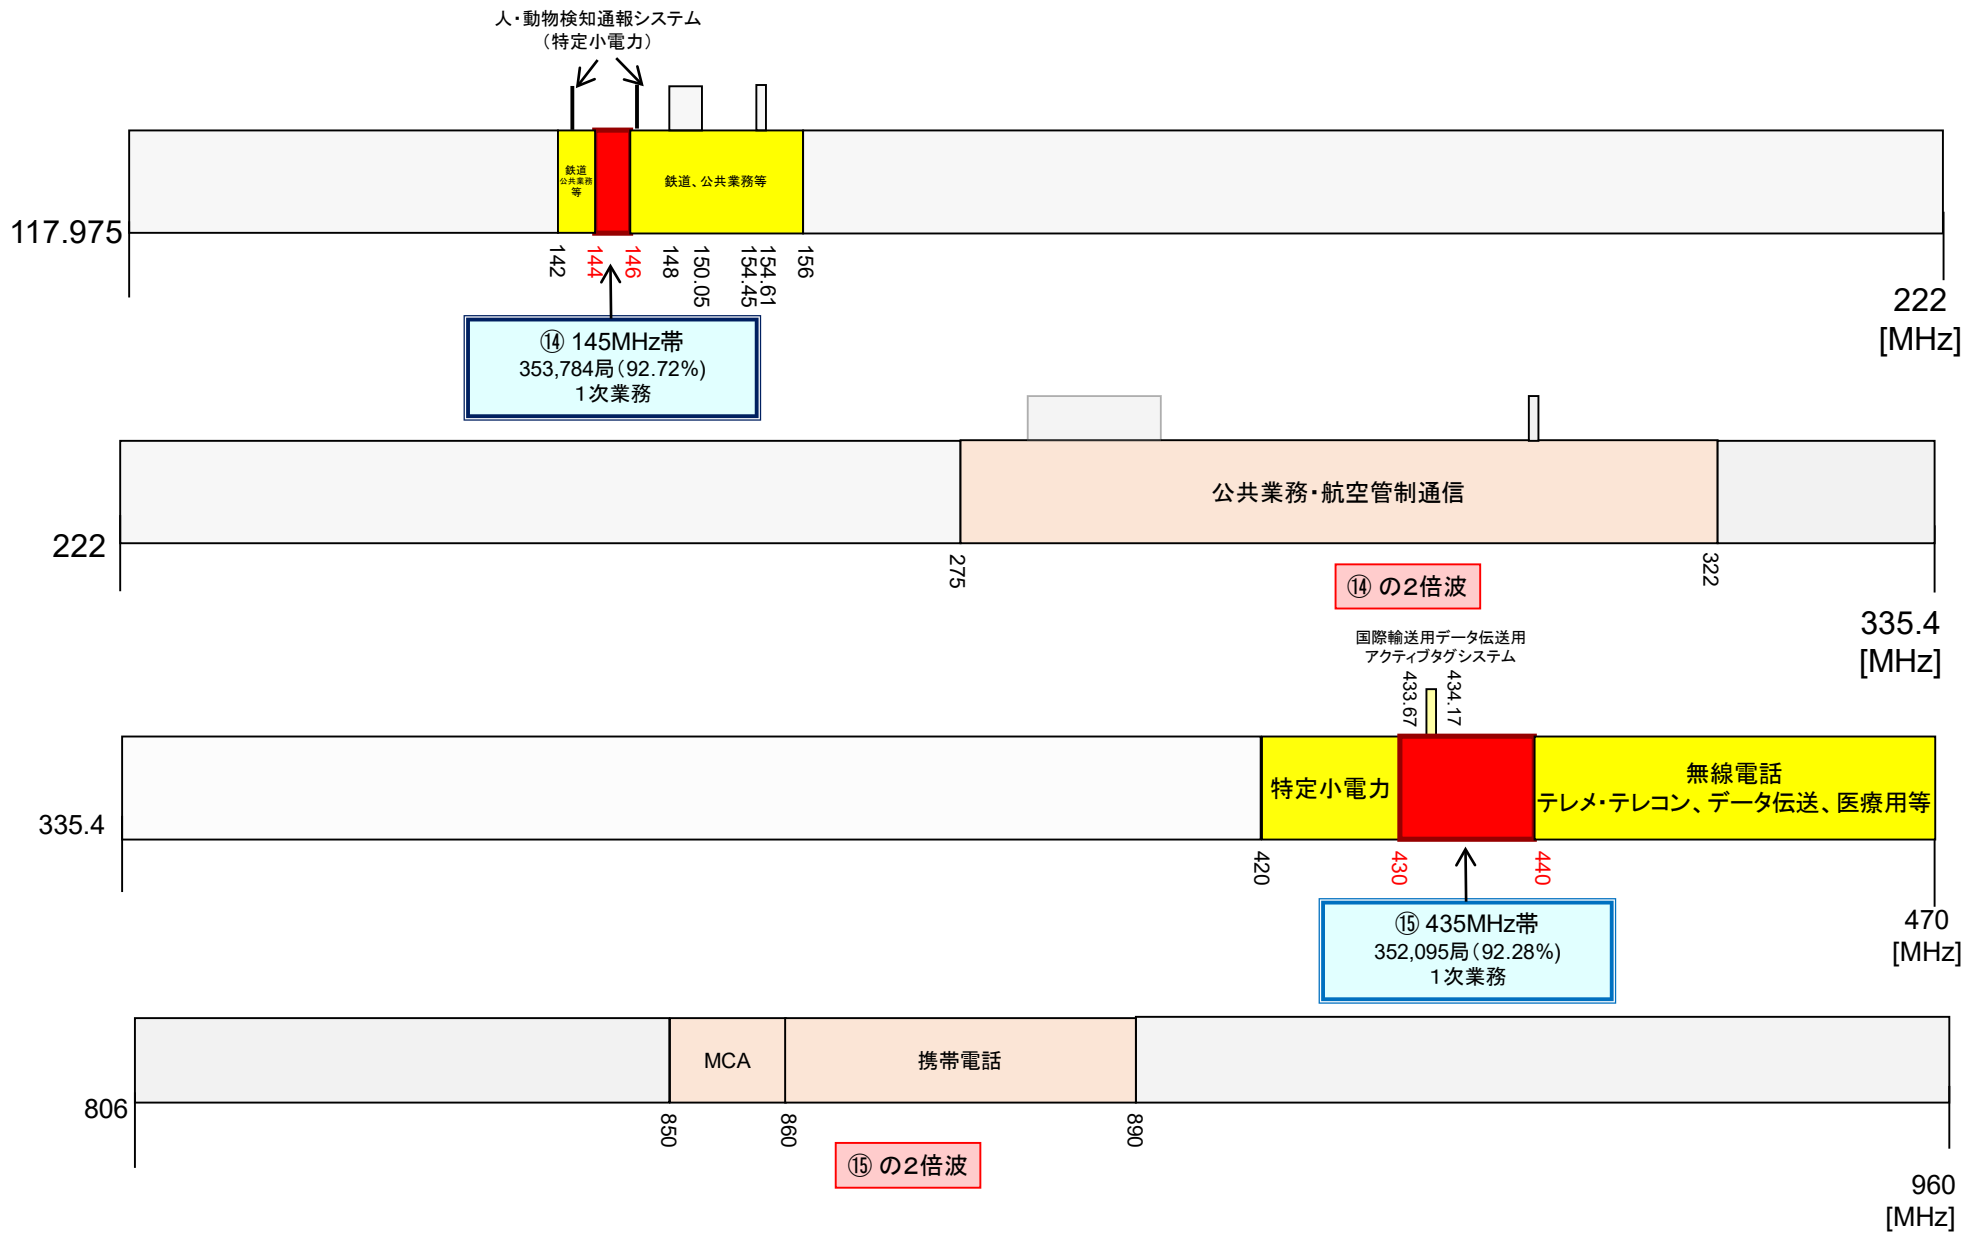 人・動物検知通報システム
（特定小電力）
鉄道
公共業務
等
鉄道、公共業務等
117.975
142
144
146
148
150.05
154.45
154.61
156
222
[MHz]
⑭ 145MHz帯
353,784局（92.72%)
１次業務
公共業務・航空管制通信
222
275
322
⑭ の２倍波
335.4
[MHz]
国際輸送用データ伝送用
アクティブタグシステム
433.67
434.17
特定小電力
無線電話
テレメ・テレコン、データ伝送、医療用等
335.4
420
430
440
470
[MHz]
⑮ 435MHz帯
352,095局（92.28%)
１次業務
MCA
携帯電話
806
850
860
890
⑮ の２倍波
960
[MHz]